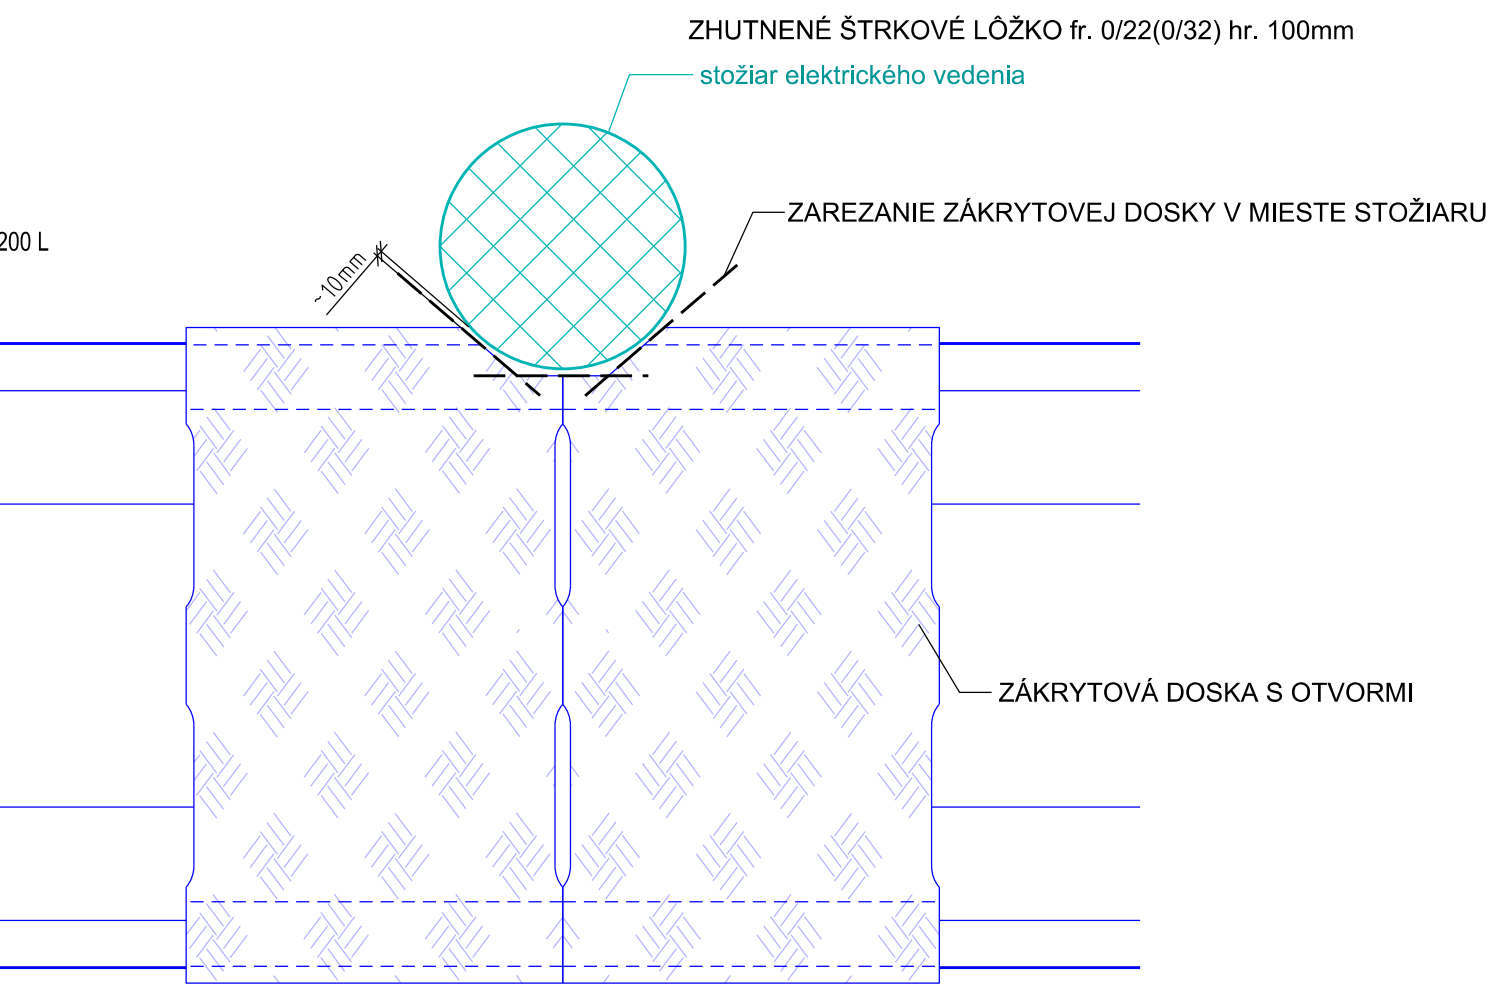 ZHUTNENÉ ŠTRKOVÉ LÔŽKO fr. 0/22(0/32) hr. 100mm
stožiar elektrického vedenia
ZAREZANIE ZÁKRYTOVEJ DOSKY V MIESTE STOŽIARU
200 L
~10mm
ZÁKRYTOVÁ DOSKA S OTVORMI